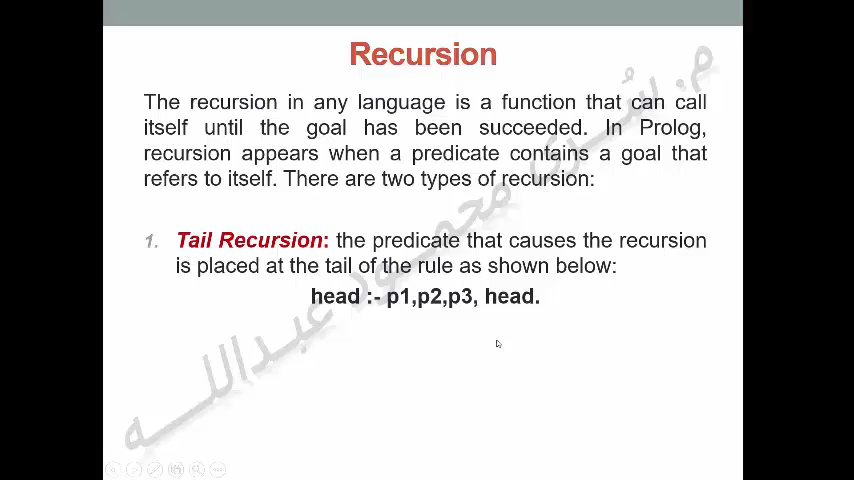 Recursion
The recursion in any language is a function that can call
itself until the goal has been succeeded. In Prolog,
recursion appears when a predicate contains a goal that
refers to itself. There are two types of recursion:
1. Tail Recursion: the predicate that causes the recursion
is placed at the tail of the rule as shown below:
head :- p1,p2,p3, head.
م. سُرى محمود عبدالله